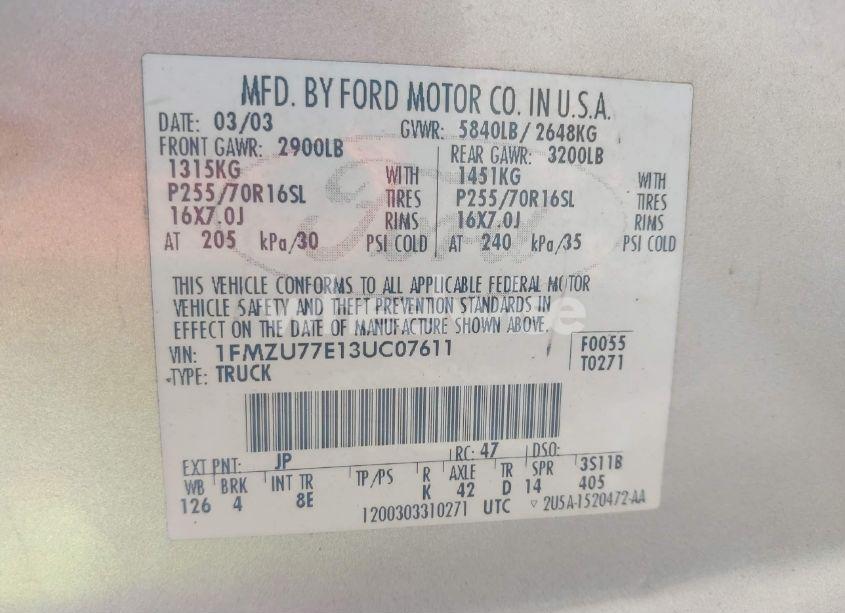 MFD. BY FORD MOTOR CO. IN U.S.A.
DATE: 03/03 GVWR: 5840LB / 2648KG
FRONT GAWR: 2900LB REAR GAWR: 3200LB
1315KG WITH 1451KG WITH
P255/70R16SL TIRES P255/70R16SL TIRES
16X7.0J RIMS 16X7.0J RIMS
AT 205 kPa/30 PSI COLD AT 240 kPa/35 PSI COLD
THIS VEHICLE CONFORMS TO ALL APPLICABLE FEDERAL MOTOR
VEHICLE SAFETY AND THEFT PREVENTION STANDARDS IN
EFFECT ON THE DATE OF MANUFACTURE SHOWN ABOVE.
VIN: 1FMZU77E13UC07611 F0055
TYPE: TRUCK T0271
EXT PNT: JP RC: 47 DSO:
WB BRK INT TR TP/PS R AXLE TR SPR 3S11B
126 4 8E K 42 D 14 405
1200303310271 UTC ▽ 2U5A-1520472-AA